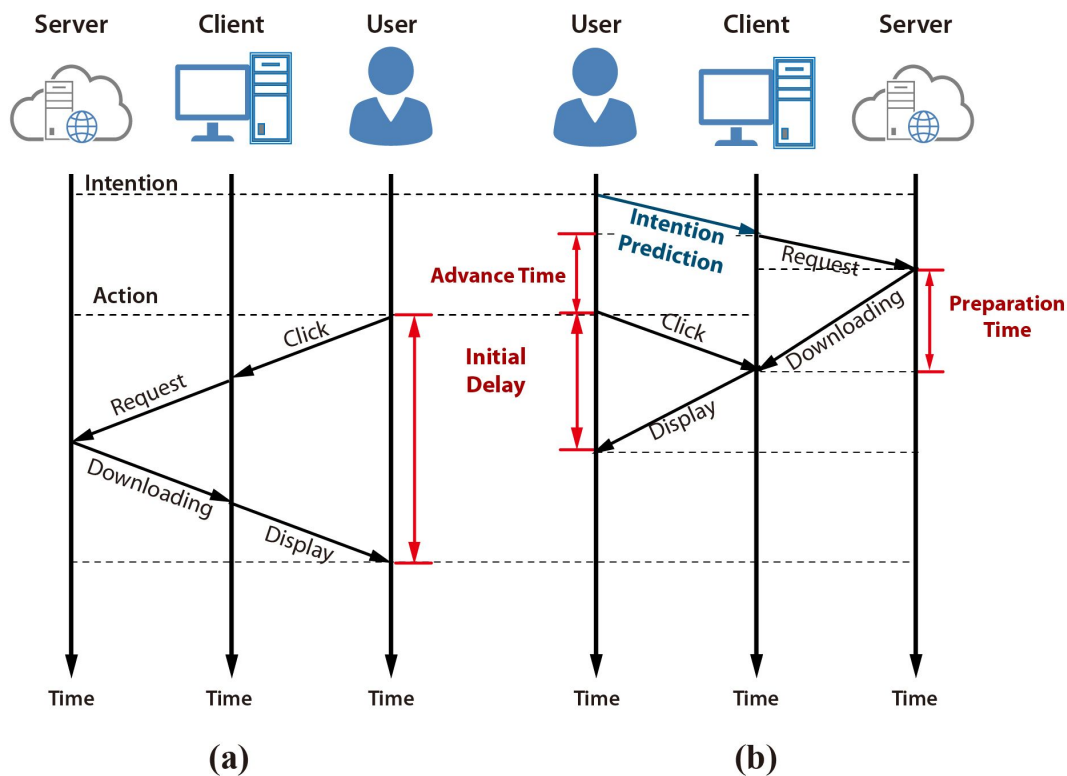 Server Client User User Client Server
Intention
Intention
Prediction
Request
Advance Time
Action
Click
Click
Downloading
Preparation
Time
Initial
Delay
Request
Display
Downloading
Display
Time Time Time Time Time Time
(a) (b)